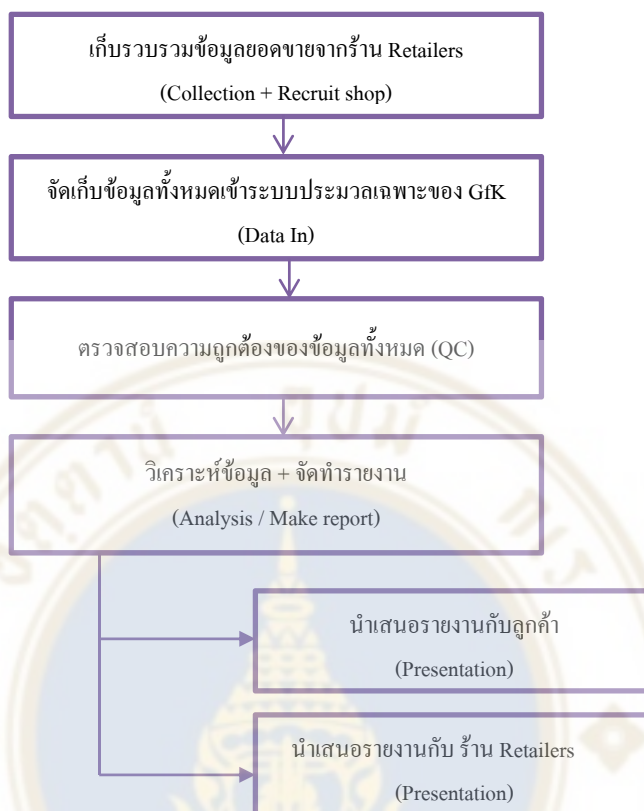 เก็บรวบรวมข้อมูลยอดขายจากร้าน Retailers
(Collection + Recruit shop)
จัดเก็บข้อมูลทั้งหมดเข้าระบบประมวลเฉพาะของ GfK
(Data In)
ตรวจสอบความถูกต้องของข้อมูลทั้งหมด (QC)
วิเคราะห์ข้อมูล + จัดทำรายงาน
(Analysis / Make report)
นำเสนอรายงานกับลูกค้า
(Presentation)
นำเสนอรายงานกับ ร้าน Retailers
(Presentation)